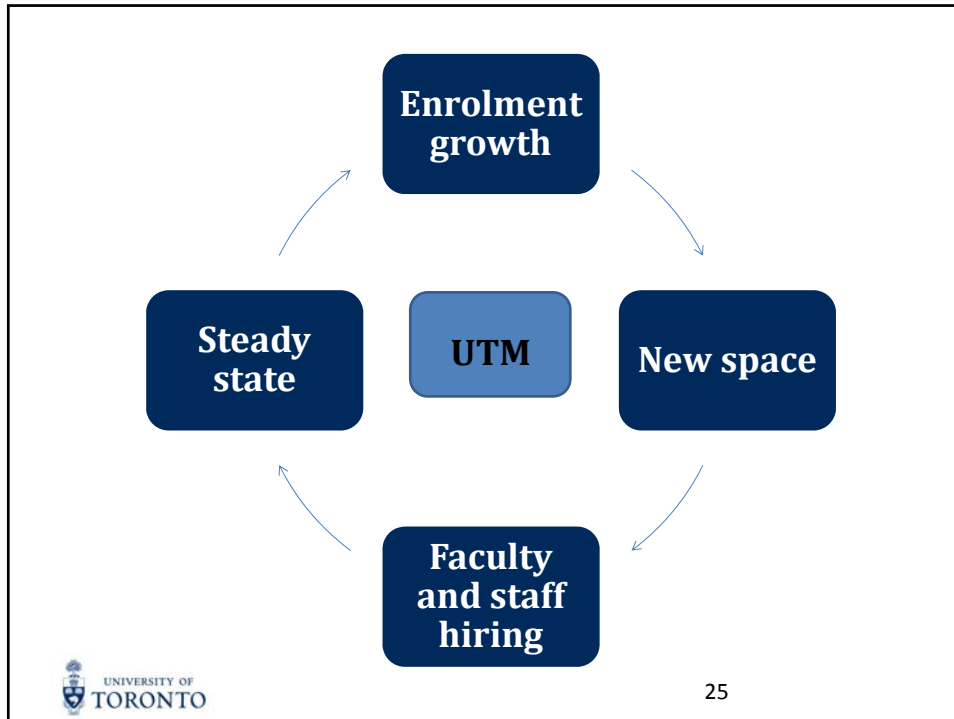 Enrolment
growth
Steady
state
UTM
New space
Faculty
and staff
hiring
UNIVERSITY OF
TORONTO
25